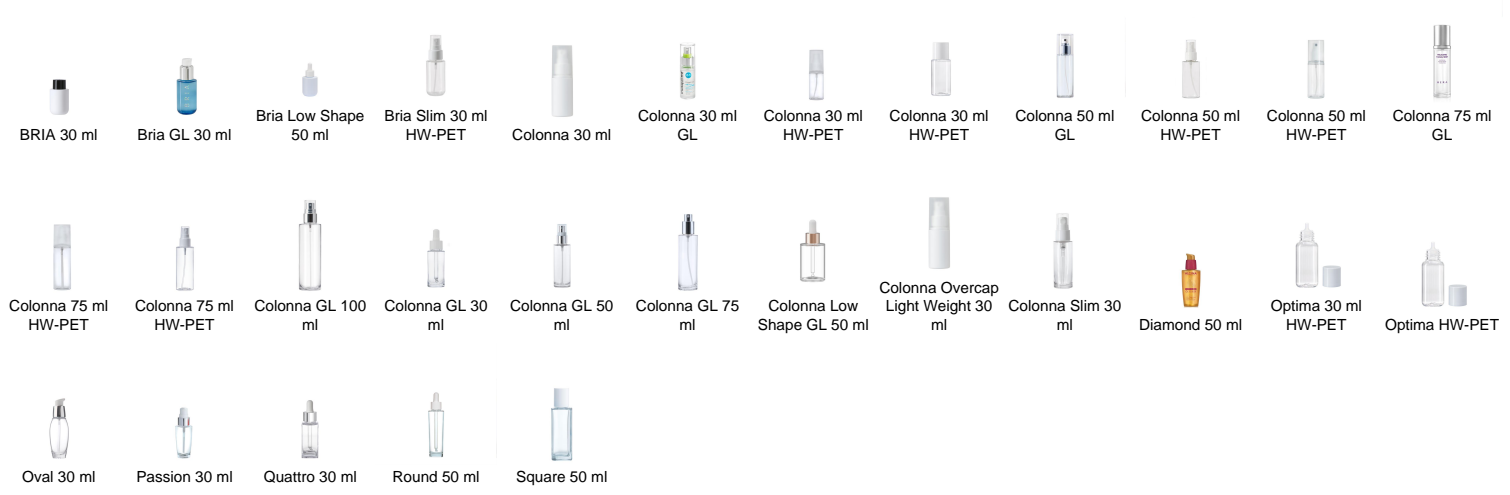 BRIA 30 ml
Bria GL 30 ml
Bria Low Shape
50 ml
Bria Slim 30 ml
HW-PET
Colonna 30 ml
Colonna 30 ml
GL
Colonna 30 ml
HW-PET
Colonna 30 ml
HW-PET
Colonna 50 ml
GL
Colonna 50 ml
HW-PET
Colonna 50 ml
HW-PET
Colonna 75 ml
GL
Colonna 75 ml
HW-PET
Colonna 75 ml
HW-PET
Colonna GL 100
ml
Colonna GL 30
ml
Colonna GL 50
ml
Colonna GL 75
ml
Colonna Low
Shape GL 50 ml
Colonna Overcap
Light Weight 30
ml
Colonna Slim 30
ml
Diamond 50 ml
Optima 30 ml
HW-PET
Optima HW-PET
Oval 30 ml
Passion 30 ml
Quattro 30 ml
Round 50 ml
Square 50 ml